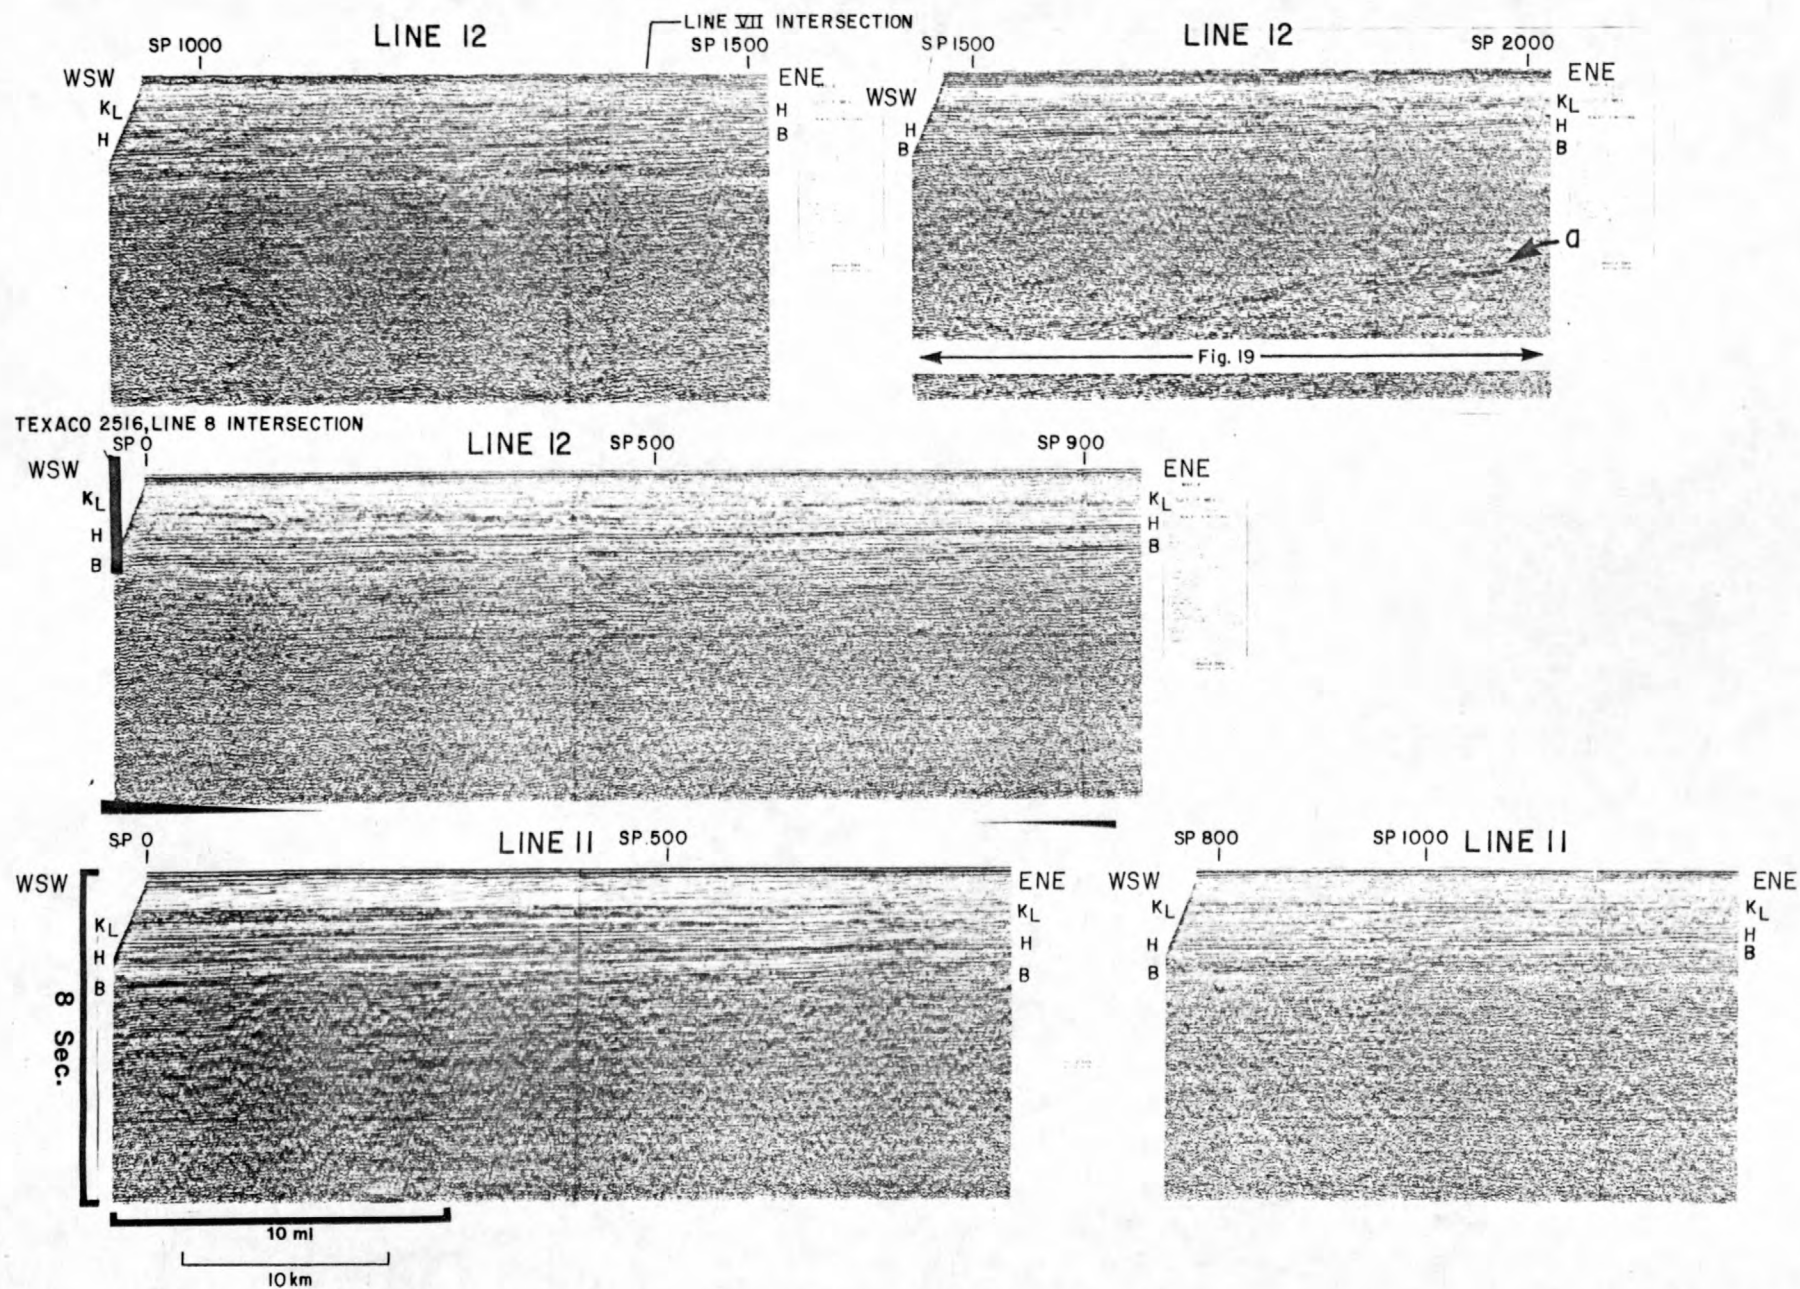 LINE VII INTERSECTION
SP 1000 LINE 12 SP 1500
WSW ENE
KL H
H B
SP 1500 LINE 12 SP 2000
WSW ENE
H KL
B H
B
a
Fig. 19
TEXACO 2516, LINE 8 INTERSECTION
SP 0 LINE 12 SP 500 SP 900
WSW ENE
KL KL
H H
B B
SP 0 LINE 11 SP.500
WSW ENE
KL KL
H H
B B
8 Sec.
10 mi
10 km
SP 800 SP 1000 LINE 11
WSW ENE
KL KL
H H
B B